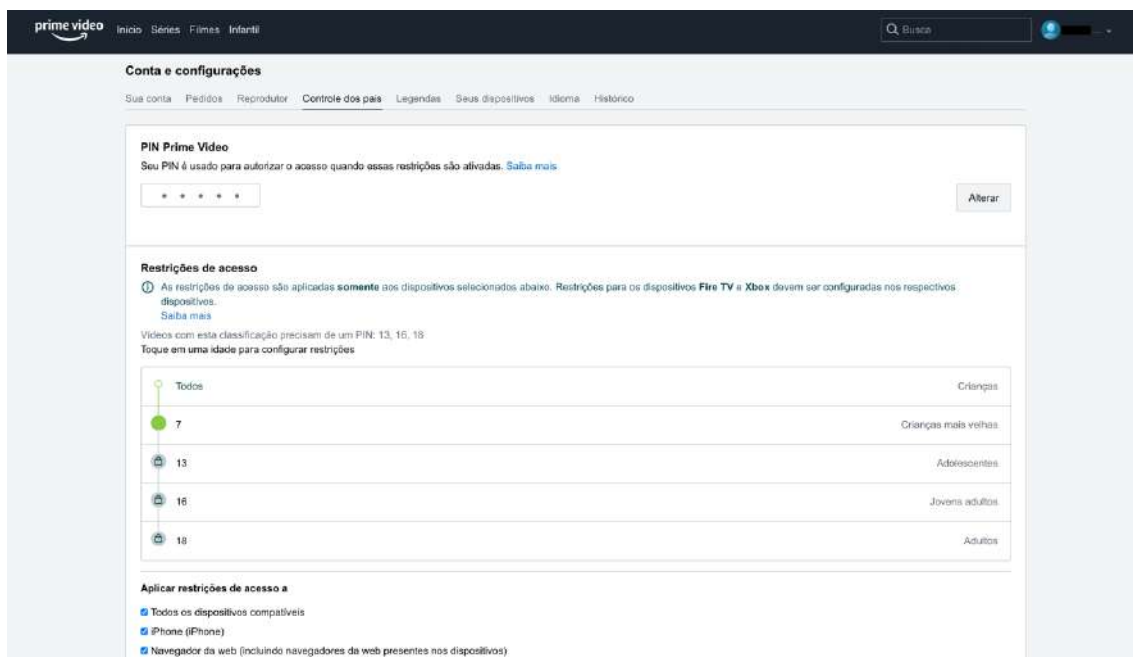 prime video Início Séries Filmes Infantil Busca
Conta e configurações
Sua conta Pedidos Reprodutor Controle dos pais Legendas Seus dispositivos Idioma Histórico
PIN Prime Video
Seu PIN é usado para autorizar o acesso quando essas restrições são ativadas. Saiba mais
* * * * *
Alterar
Restrições de acesso
As restrições de acesso são aplicadas somente aos dispositivos selecionados abaixo. Restrições para os dispositivos Fire TV e Xbox devem ser configuradas nos respectivos
dispositivos.
Saiba mais
Vídeos com esta classificação precisam de um PIN: 13, 16, 18
Toque em uma idade para configurar restrições
Todos Crianças
7 Crianças mais velhas
13 Adolescentes
16 Jovens adultos
18 Adultos
Aplicar restrições de acesso a
Todos os dispositivos compatíveis
iPhone (iPhone)
Navegador da web (incluindo navegadores da web presentes nos dispositivos)